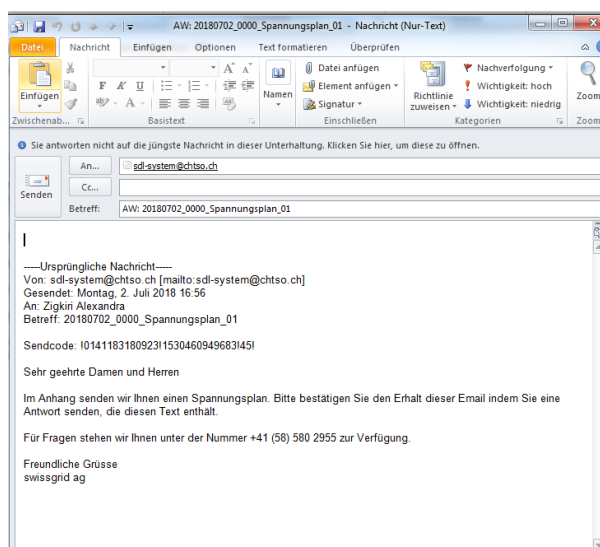 AW: 20180702_0000_Spannungsplan_01 - Nachricht (Nur-Text)
Datei Nachricht Einfügen Optionen Text formatieren Überprüfen
Einfügen
Zwischenab...
F K U
Basistext
Namen
Datei anfügen
Element anfügen
Signatur
Einschließen
Richtlinie zuweisen
Nachverfolgung
Wichtigkeit: hoch
Wichtigkeit: niedrig
Kategorien
Zoom
Zoom
Sie antworten nicht auf die jüngste Nachricht in dieser Unterhaltung. Klicken Sie hier, um diese zu öffnen.
Senden
An... sdl-system@chtso.ch
Cc...
Betreff: AW: 20180702_0000_Spannungsplan_01
-----Ursprüngliche Nachricht-----
Von: sdl-system@chtso.ch [mailto:sdl-system@chtso.ch]
Gesendet: Montag, 2. Juli 2018 16:56
An: Zigkiri Alexandra
Betreff: 20180702_0000_Spannungsplan_01
Sendcode: !0141183180923!1530460949683!45!
Sehr geehrte Damen und Herren
Im Anhang senden wir Ihnen einen Spannungsplan. Bitte bestätigen Sie den Erhalt dieser Email indem Sie eine
Antwort senden, die diesen Text enthält.
Für Fragen stehen wir Ihnen unter der Nummer +41 (58) 580 2955 zur Verfügung.
Freundliche Grüsse
swissgrid ag